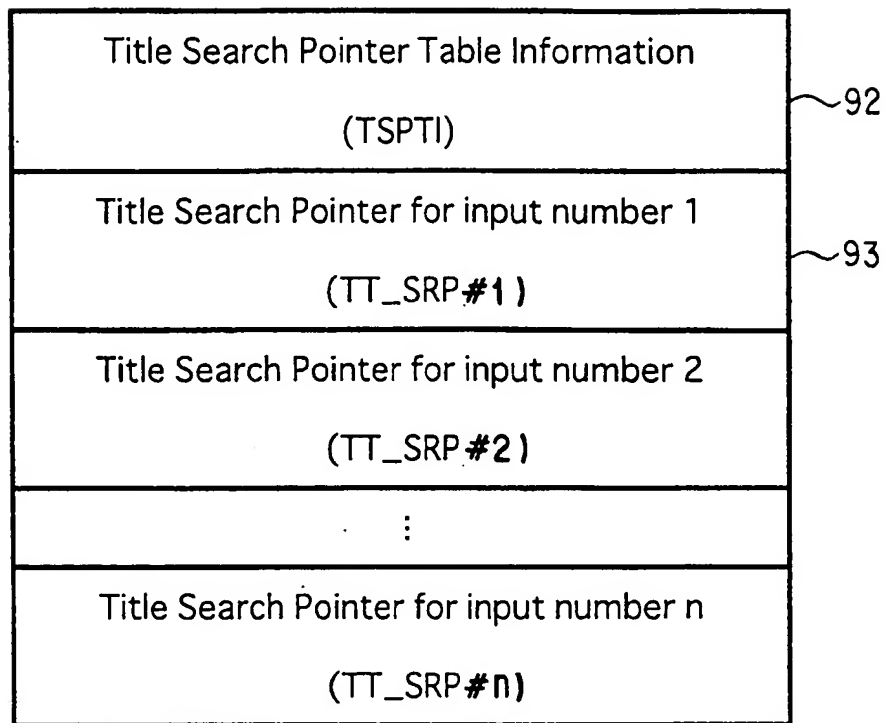 Title Search Pointer Table Information
(TSPTI)
92
Title Search Pointer for input number 1
(TT_SRP#1)
93
Title Search Pointer for input number 2
(TT_SRP#2)
⋮
Title Search Pointer for input number n
(TT_SRP#n)